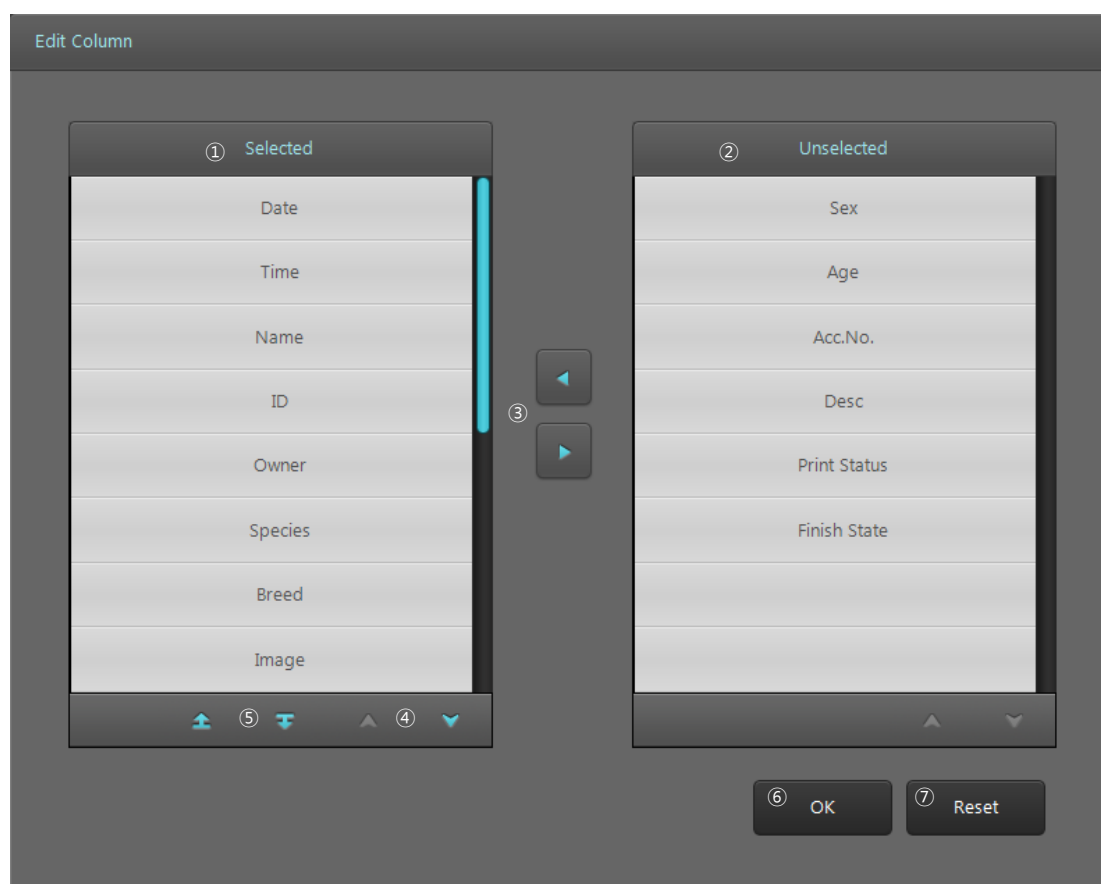 Edit Column
① Selected
Date
Time
Name
ID
Owner
Species
Breed
Image
⑤
④
③
② Unselected
Sex
Age
Acc.No.
Desc
Print Status
Finish State
⑥ OK
⑦ Reset